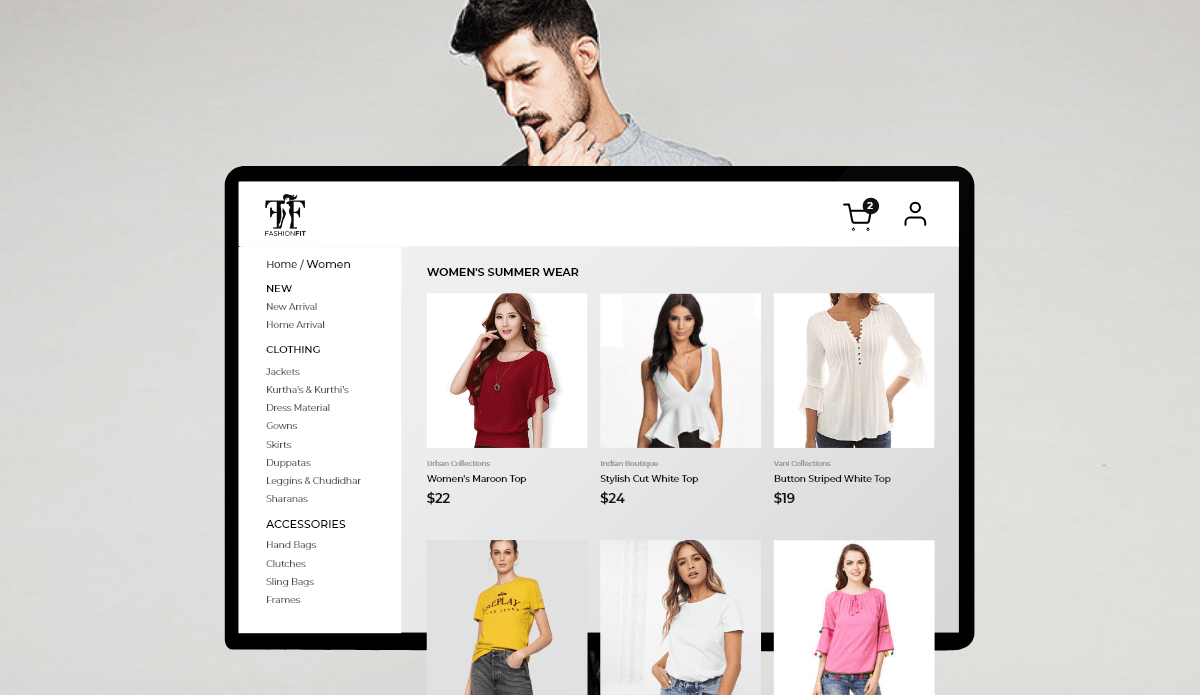 FASHIONFIT
2
Home / Women
NEW
New Arrival
Home Arrival
CLOTHING
Jackets
Kurtha's & Kurthi's
Dress Material
Gowns
Skirts
Duppatas
Leggins & Chudidhar
Sharanas
ACCESSORIES
Hand Bags
Clutches
Sling Bags
Frames
WOMEN'S SUMMER WEAR
Urban Collections
Women's Maroon Top
$22
Indian Boutique
Stylish Cut White Top
$24
Vani Collections
Button Striped White Top
$19
REPLAY